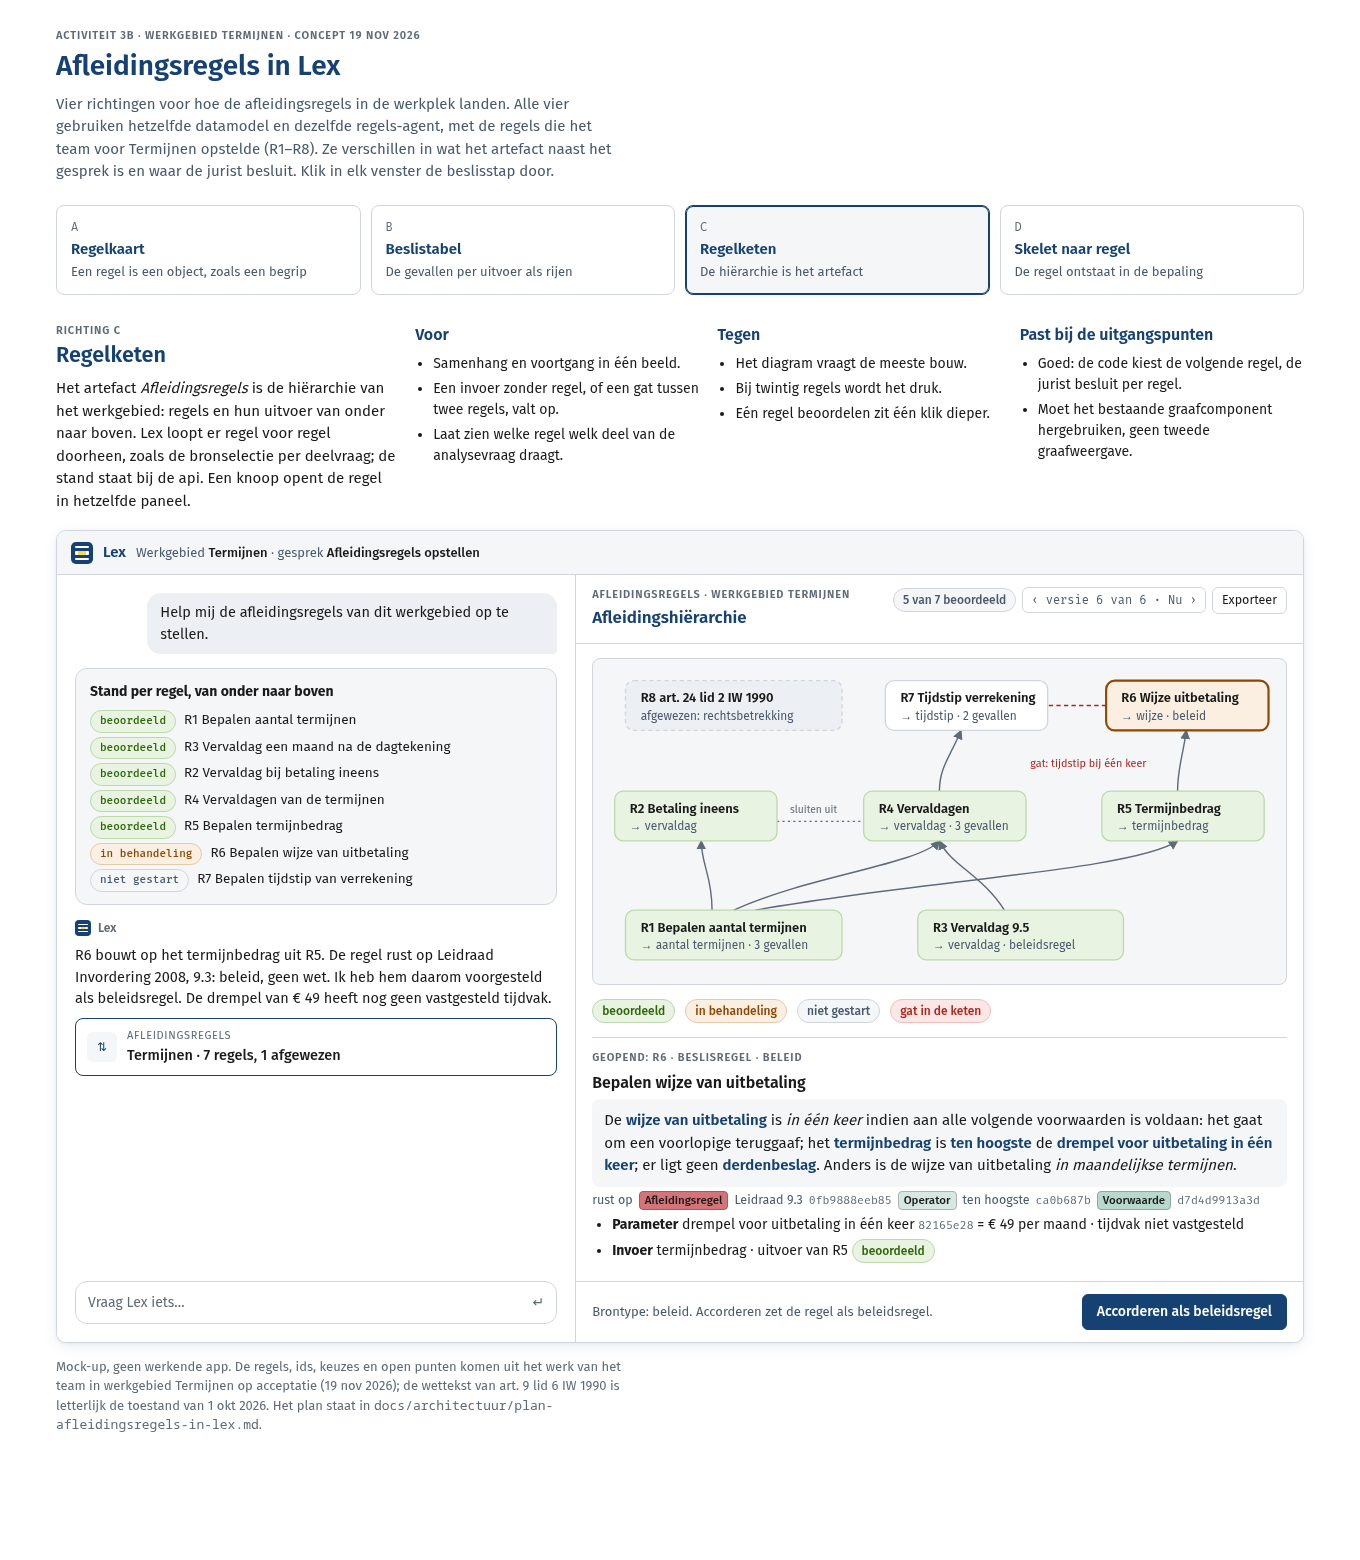 ACTIVITEIT 3B · WERKGEBIED TERMIJNEN · CONCEPT 19 NOV 2026
Afleidingsregels in Lex
Vier richtingen voor hoe de afleidingsregels in de werkplek landen. Alle vier
gebruiken hetzelfde datamodel en dezelfde regels-agent, met de regels die het
team voor Termijnen opstelde (R1–R8). Ze verschillen in wat het artefact naast het
gesprek is en waar de jurist besluit. Klik in elk venster de beslisstap door.
A
Regelkaart
Een regel is een object, zoals een begrip
B
Beslistabel
De gevallen per uitvoer als rijen
C
Regelketen
De hiërarchie is het artefact
D
Skelet naar regel
De regel ontstaat in de bepaling
RICHTING C
Regelketen
Het artefact Afleidingsregels is de hiërarchie van
het werkgebied: regels en hun uitvoer van onder
naar boven. Lex loopt er regel voor regel
doorheen, zoals de bronselectie per deelvraag; de
stand staat bij de api. Een knoop opent de regel
in hetzelfde paneel.
Voor
• Samenhang en voortgang in één beeld.
• Een invoer zonder regel, of een gat tussen
twee regels, valt op.
• Laat zien welke regel welk deel van de
analysevraag draagt.
Tegen
• Het diagram vraagt de meeste bouw.
• Bij twintig regels wordt het druk.
• Eén regel beoordelen zit één klik dieper.
Past bij de uitgangspunten
• Goed: de code kiest de volgende regel, de
jurist besluit per regel.
• Moet het bestaande graafcomponent
hergebruiken, geen tweede
graafweergave.
Lex Werkgebied Termijnen · gesprek Afleidingsregels opstellen
Help mij de afleidingsregels van dit werkgebied op te
stellen.
Stand per regel, van onder naar boven
beoordeeld R1 Bepalen aantal termijnen
beoordeeld R3 Vervaldag een maand na de dagtekening
beoordeeld R2 Vervaldag bij betaling ineens
beoordeeld R4 Vervaldagen van de termijnen
beoordeeld R5 Bepalen termijnbedrag
in behandeling R6 Bepalen wijze van uitbetaling
niet gestart R7 Bepalen tijdstip van verrekening
Lex
R6 bouwt op het termijnbedrag uit R5. De regel rust op Leidraad
Invordering 2008, 9.3: beleid, geen wet. Ik heb hem daarom voorgesteld
als beleidsregel. De drempel van € 49 heeft nog geen vastgesteld tijdvak.
⇅
AFLEIDINGSREGELS
Termijnen · 7 regels, 1 afgewezen
Vraag Lex iets… ↵
AFLEIDINGSREGELS · WERKGEBIED TERMIJNEN
Afleidingshiërarchie
5 van 7 beoordeeld
‹ versie 6 van 6 · Nu ›
Exporteer
R8 art. 24 lid 2 IW 1990
afgewezen: rechtsbetrekking
R7 Tijdstip verrekening
→ tijdstip · 2 gevallen
R6 Wijze uitbetaling
→ wijze · beleid
gat: tijdstip bij één keer
R2 Betaling ineens
→ vervaldag
sluiten uit
R4 Vervaldagen
→ vervaldag · 3 gevallen
R5 Termijnbedrag
→ termijnbedrag
R1 Bepalen aantal termijnen
→ aantal termijnen · 3 gevallen
R3 Vervaldag 9.5
→ vervaldag · beleidsregel
beoordeeld in behandeling niet gestart gat in de keten
GEOPEND: R6 · BESLISREGEL · BELEID
Bepalen wijze van uitbetaling
De wijze van uitbetaling is in één keer indien aan alle volgende voorwaarden is voldaan: het gaat
om een voorlopige teruggaaf; het termijnbedrag is ten hoogste de drempel voor uitbetaling in één
keer; er ligt geen derdenbeslag. Anders is de wijze van uitbetaling in maandelijkse termijnen.
rust op Afleidingsregel Leidraad 9.3 0fb9888eeb85 Operator ten hoogste ca0b687b Voorwaarde d7d4d9913a3d
• Parameter drempel voor uitbetaling in één keer 82165e28 = € 49 per maand · tijdvak niet vastgesteld
• Invoer termijnbedrag · uitvoer van R5 beoordeeld
Brontype: beleid. Accorderen zet de regel als beleidsregel.
Accorderen als beleidsregel
Mock-up, geen werkende app. De regels, ids, keuzes en open punten komen uit het werk van het
team in werkgebied Termijnen op acceptatie (19 nov 2026); de wettekst van art. 9 lid 6 IW 1990 is
letterlijk de toestand van 1 okt 2026. Het plan staat in docs/architectuur/plan-
afleidingsregels-in-lex.md.